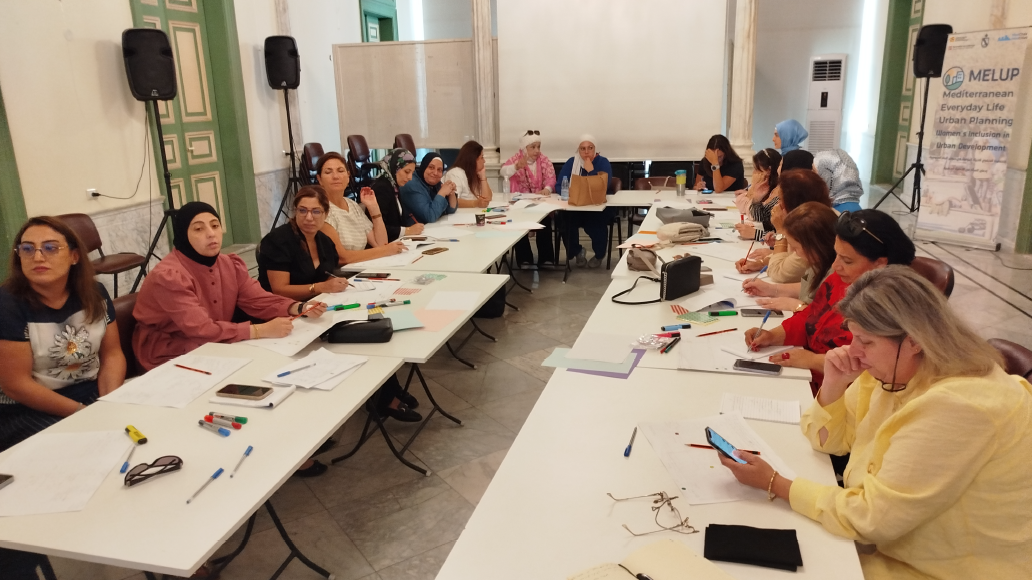 MELUP
Mediterranean
Everyday Life
Urban Planning
Women's Inclusion in
Urban Development